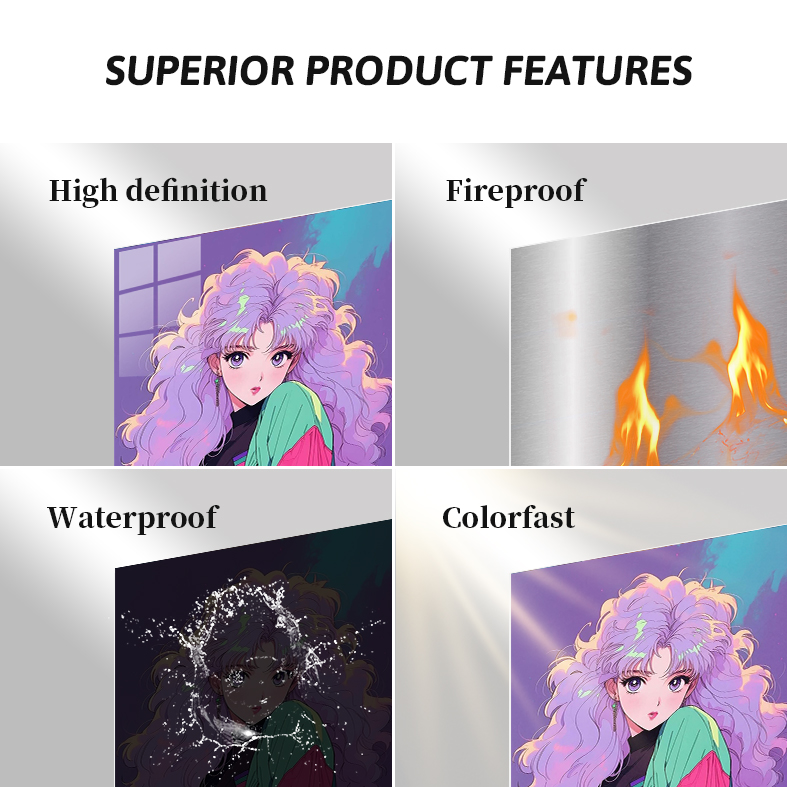 SUPERIOR PRODUCT FEATURES
High definition
Fireproof
Waterproof
Colorfast